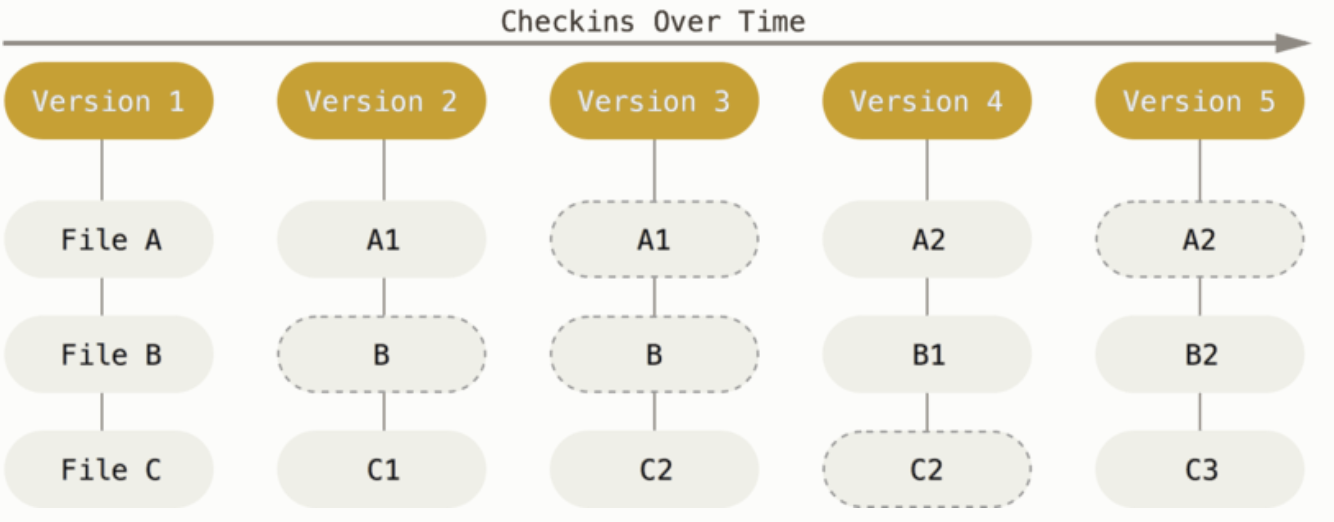 Checkins Over Time
Version 1 Version 2 Version 3 Version 4 Version 5
File A A1 A1 A2 A2
File B B B B1 B2
File C C1 C2 C2 C3